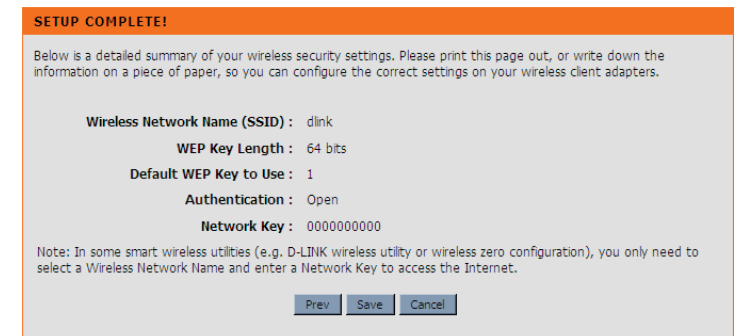 SETUP COMPLETE!
Below is a detailed summary of your wireless security settings. Please print this page out, or write down the
information on a piece of paper, so you can configure the correct settings on your wireless client adapters.
Wireless Network Name (SSID) : dlink
WEP Key Length : 64 bits
Default WEP Key to Use : 1
Authentication : Open
Network Key : 0000000000
Note: In some smart wireless utilities (e.g. D-LINK wireless utility or wireless zero configuration), you only need to
select a Wireless Network Name and enter a Network Key to access the Internet.
Prev Save Cancel